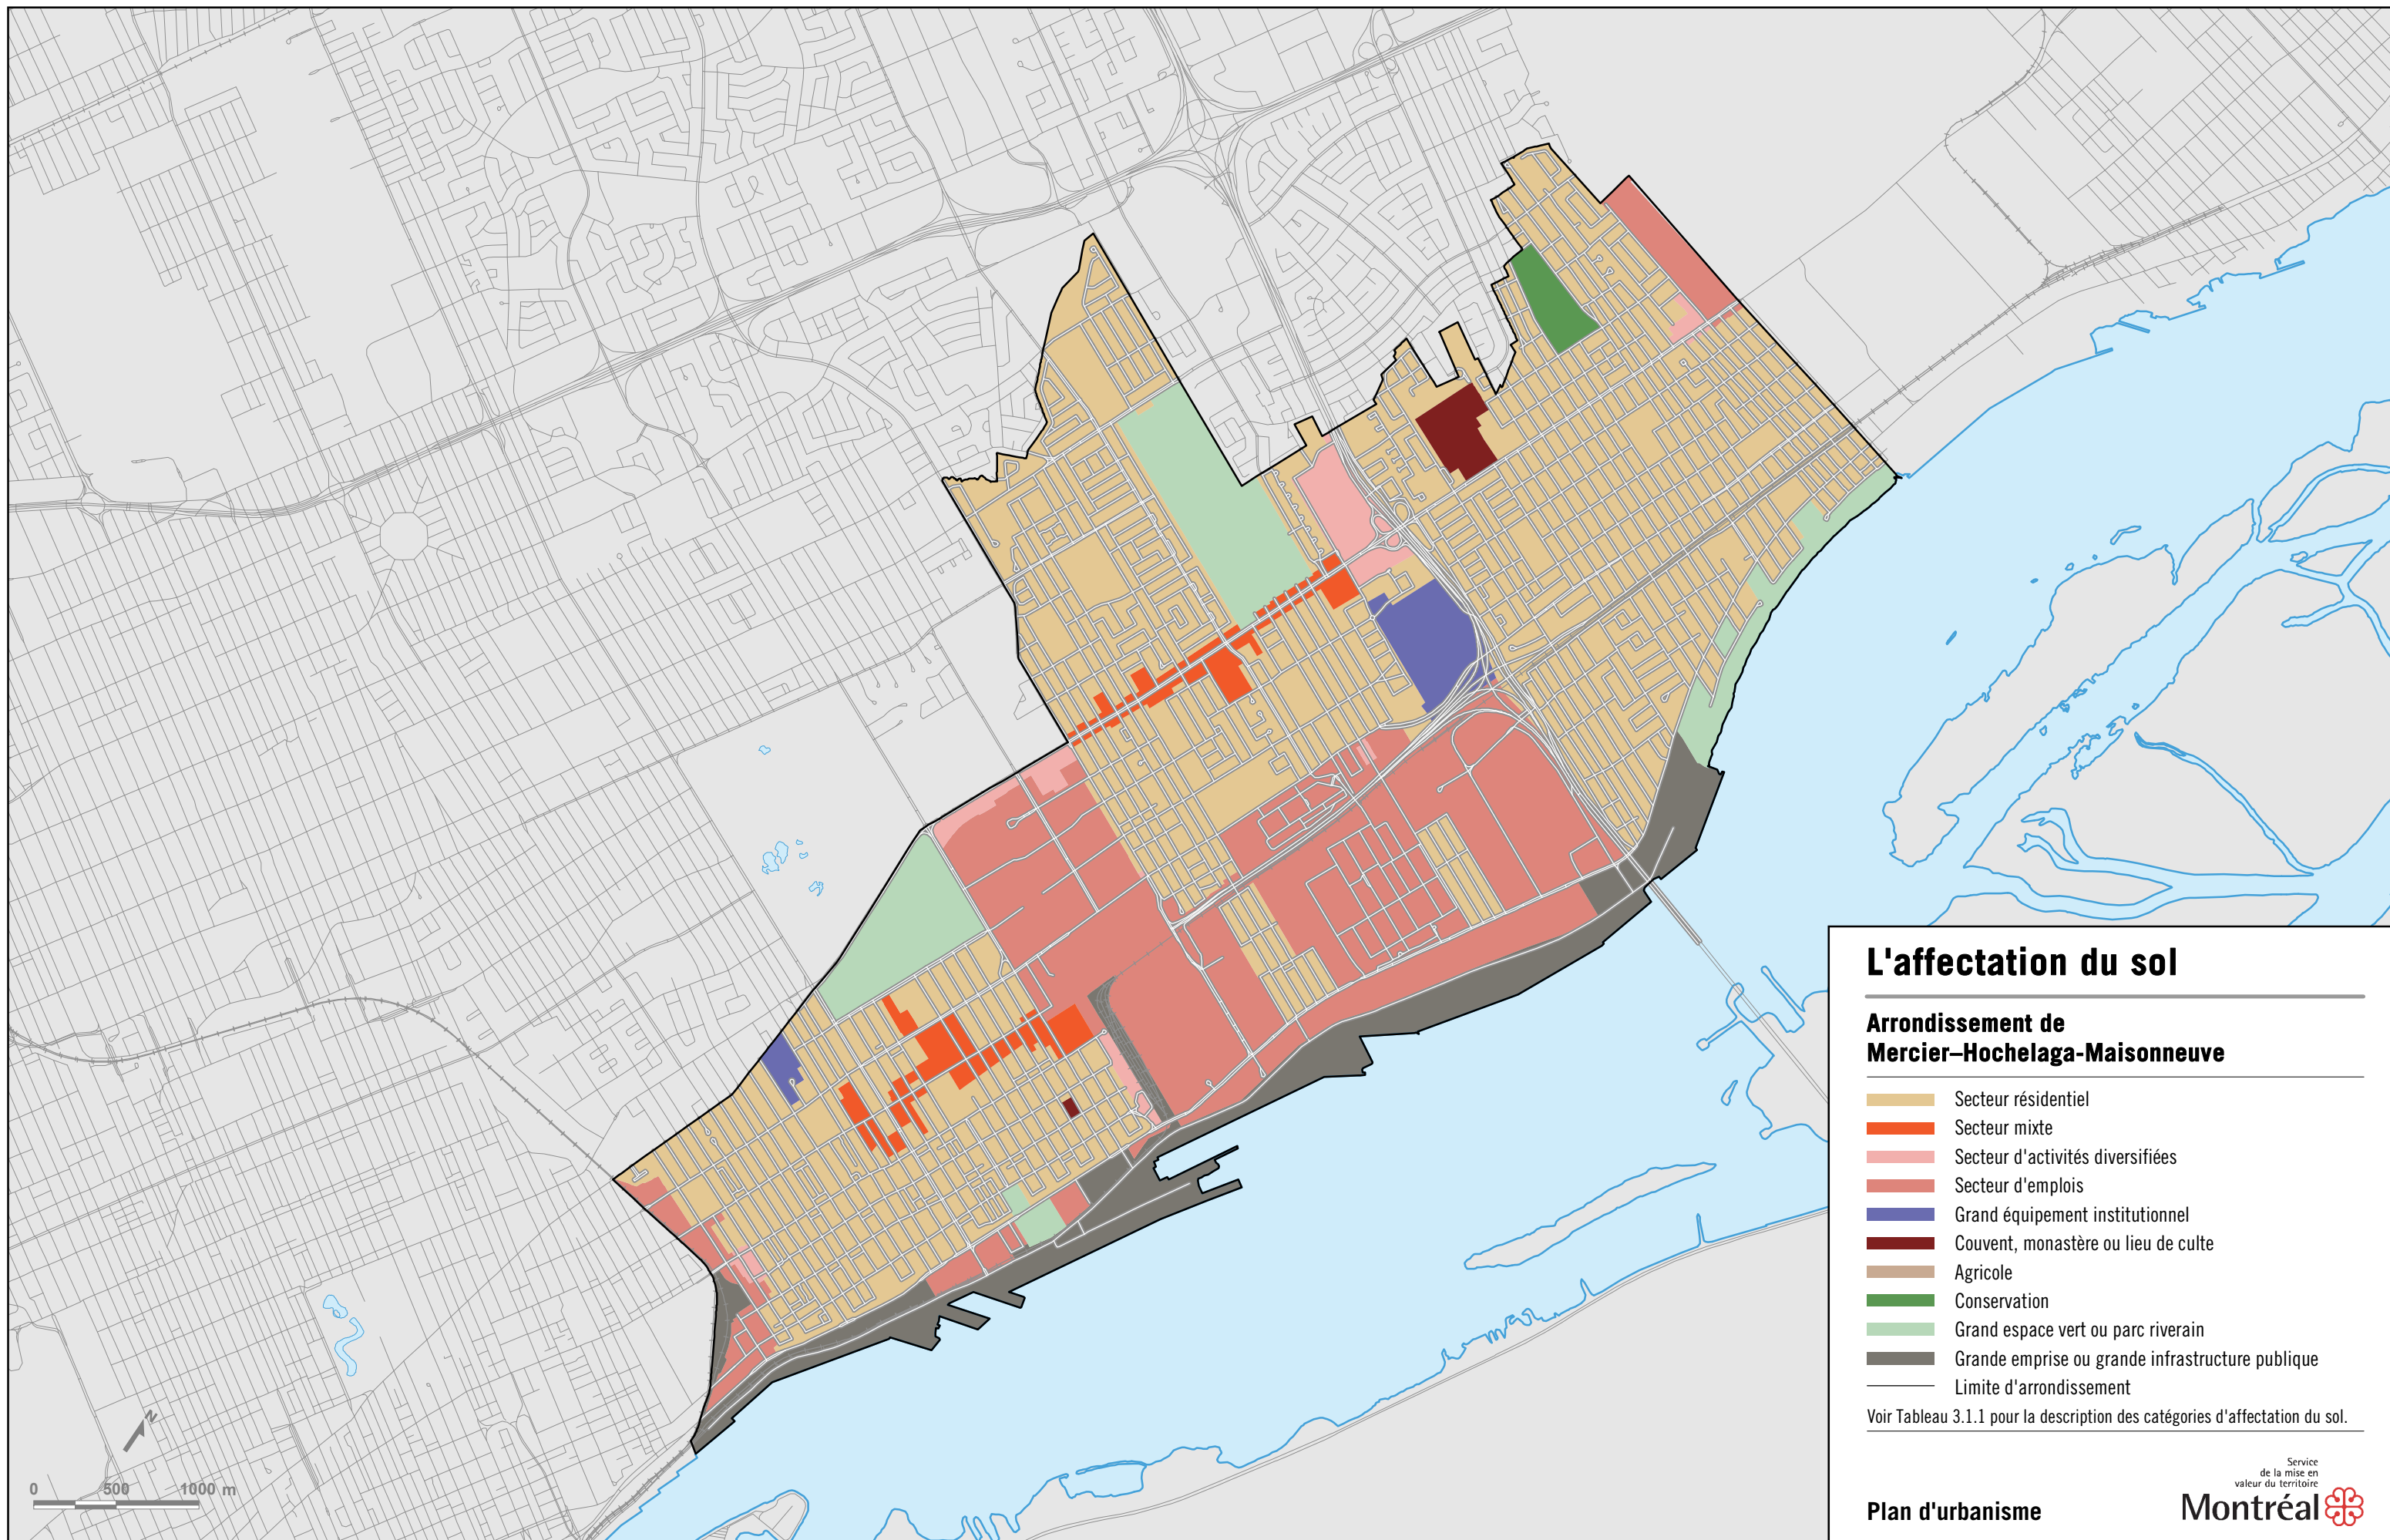 L'affectation du sol
Arrondissement de
Mercier–Hochelaga-Maisonneuve
Secteur résidentiel
Secteur mixte
Secteur d'activités diversifiées
Secteur d'emplois
Grand équipement institutionnel
Couvent, monastère ou lieu de culte
Agricole
Conservation
Grand espace vert ou parc riverain
Grande emprise ou grande infrastructure publique
Limite d'arrondissement
Voir Tableau 3.1.1 pour la description des catégories d'affectation du sol.
N
0 500 1000 m
Service
de la mise en
valeur du territoire
Plan d'urbanisme
Montréal